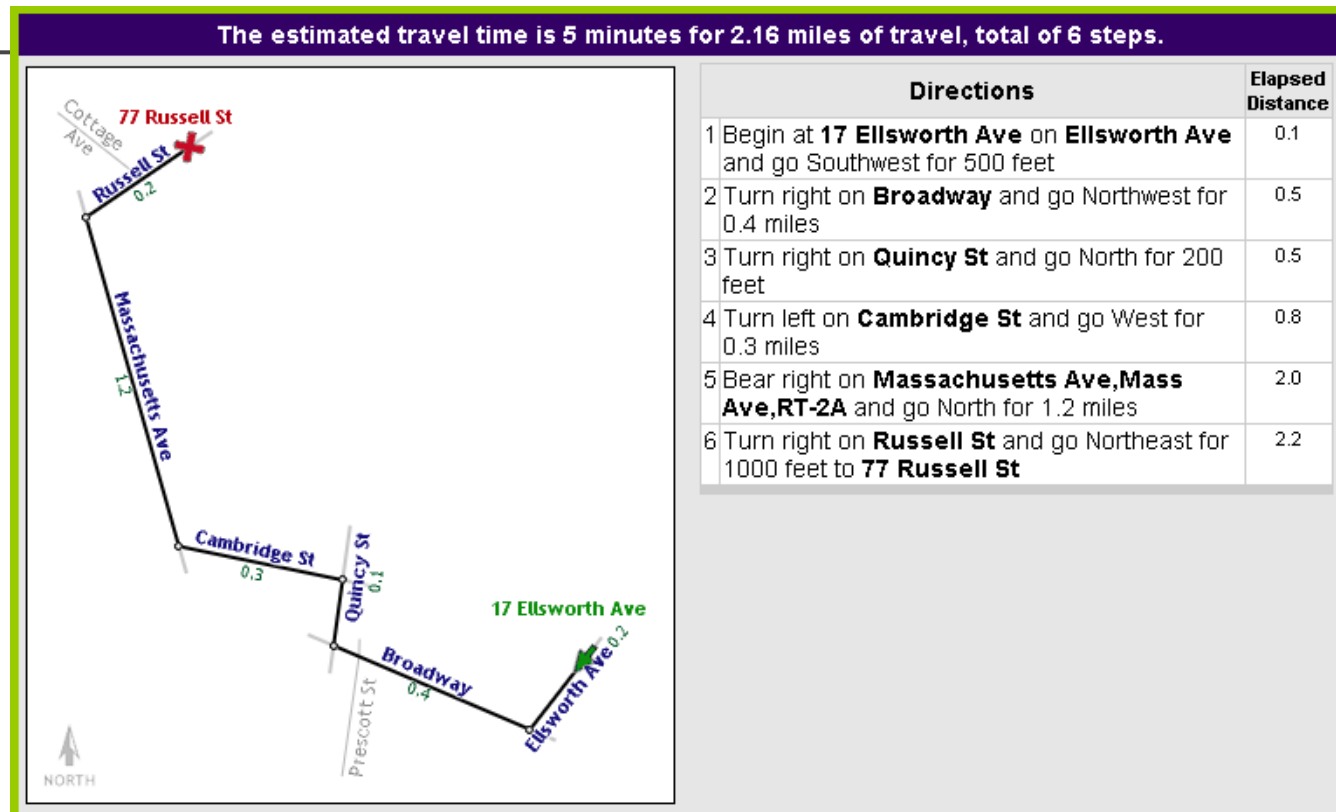 The estimated travel time is 5 minutes for 2.16 miles of travel, total of 6 steps.
Cottage
Ave
77 Russell St
Russell St
0.2
Massachusetts Ave
1.2
Cambridge St
0.3
Quincy St
0.1
17 Ellsworth Ave
0.2
Ellsworth Ave
Broadway
0.4
Prescott St
NORTH
Directions
Elapsed
Distance
1 Begin at 17 Ellsworth Ave on Ellsworth Ave 0.1
and go Southwest for 500 feet
2 Turn right on Broadway and go Northwest for 0.5
0.4 miles
3 Turn right on Quincy St and go North for 200 0.5
feet
4 Turn left on Cambridge St and go West for 0.8
0.3 miles
5 Bear right on Massachusetts Ave,Mass 2.0
Ave,RT-2A and go North for 1.2 miles
6 Turn right on Russell St and go Northeast for 2.2
1000 feet to 77 Russell St